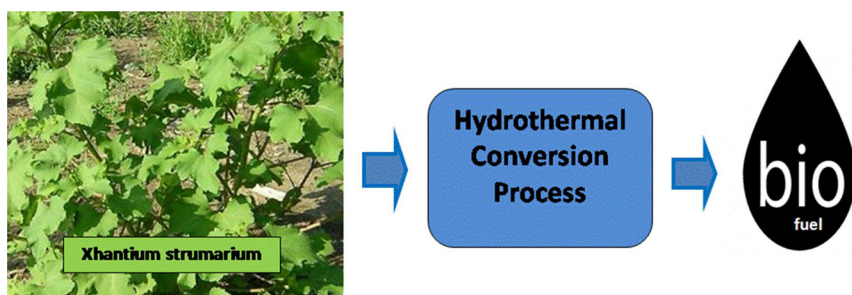 Xhantium strumarium
Hydrothermal
Conversion
Process
bio
fuel